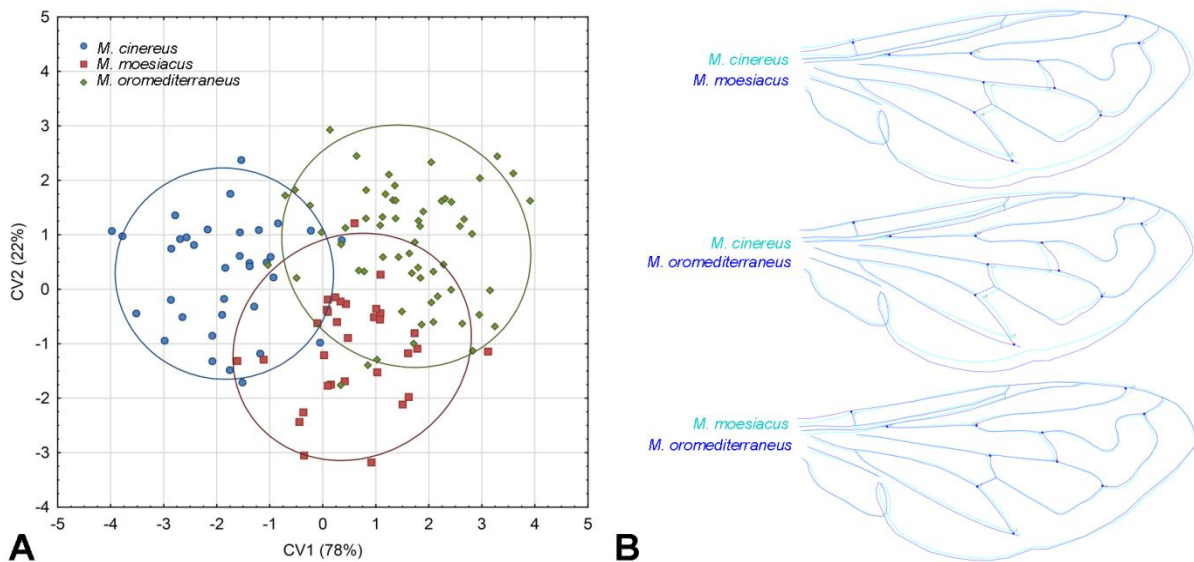 M. cinereus
M. moesiacus
M. oromediterraneus
5
4
3
2
1
0
-1
-2
-3
-4
CV2 (22%)
-5 -4 -3 -2 -1 0 1 2 3 4 5
CV1 (78%)
A
M. cinereus
M. moesiacus
M. cinereus
M. oromediterraneus
M. moesiacus
M. oromediterraneus
B